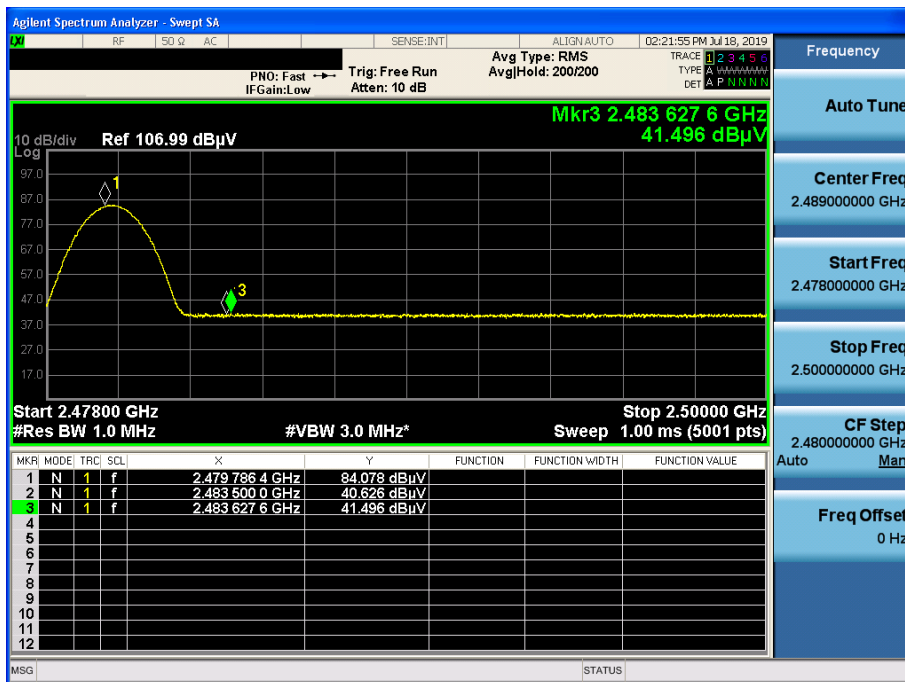 Agilent Spectrum Analyzer - Swept SA
LXI RF 50 Ω AC SENSE:INT ALIGN AUTO 02:21:55 PM Jul 18, 2019
PNO: Fast
IFGain:Low
Trig: Free Run
Atten: 10 dB
Avg Type: RMS
Avg|Hold: 200/200
TRACE 1 2 3 4 5 6
TYPE A WWWWW
DET A P N N N N
Mkr3 2.483 627 6 GHz
41.496 dBµV
10 dB/div Ref 106.99 dBµV
Log
97.0
87.0
77.0
67.0
57.0
47.0
37.0
27.0
17.0
1
3
Start 2.47800 GHz Stop 2.50000 GHz
#Res BW 1.0 MHz #VBW 3.0 MHz* Sweep 1.00 ms (5001 pts)
MKR MODE TRC SCL X Y FUNCTION FUNCTION WIDTH FUNCTION VALUE
1 N 1 f 2.479 786 4 GHz 84.078 dBµV
2 N 1 f 2.483 500 0 GHz 40.626 dBµV
3 N 1 f 2.483 627 6 GHz 41.496 dBµV
4
5
6
7
8
9
10
11
12
MSG STATUS
Frequency
Auto Tune
Center Freq
2.489000000 GHz
Start Freq
2.478000000 GHz
Stop Freq
2.500000000 GHz
CF Step
2.480000000 GHz
Auto Man
Freq Offset
0 Hz